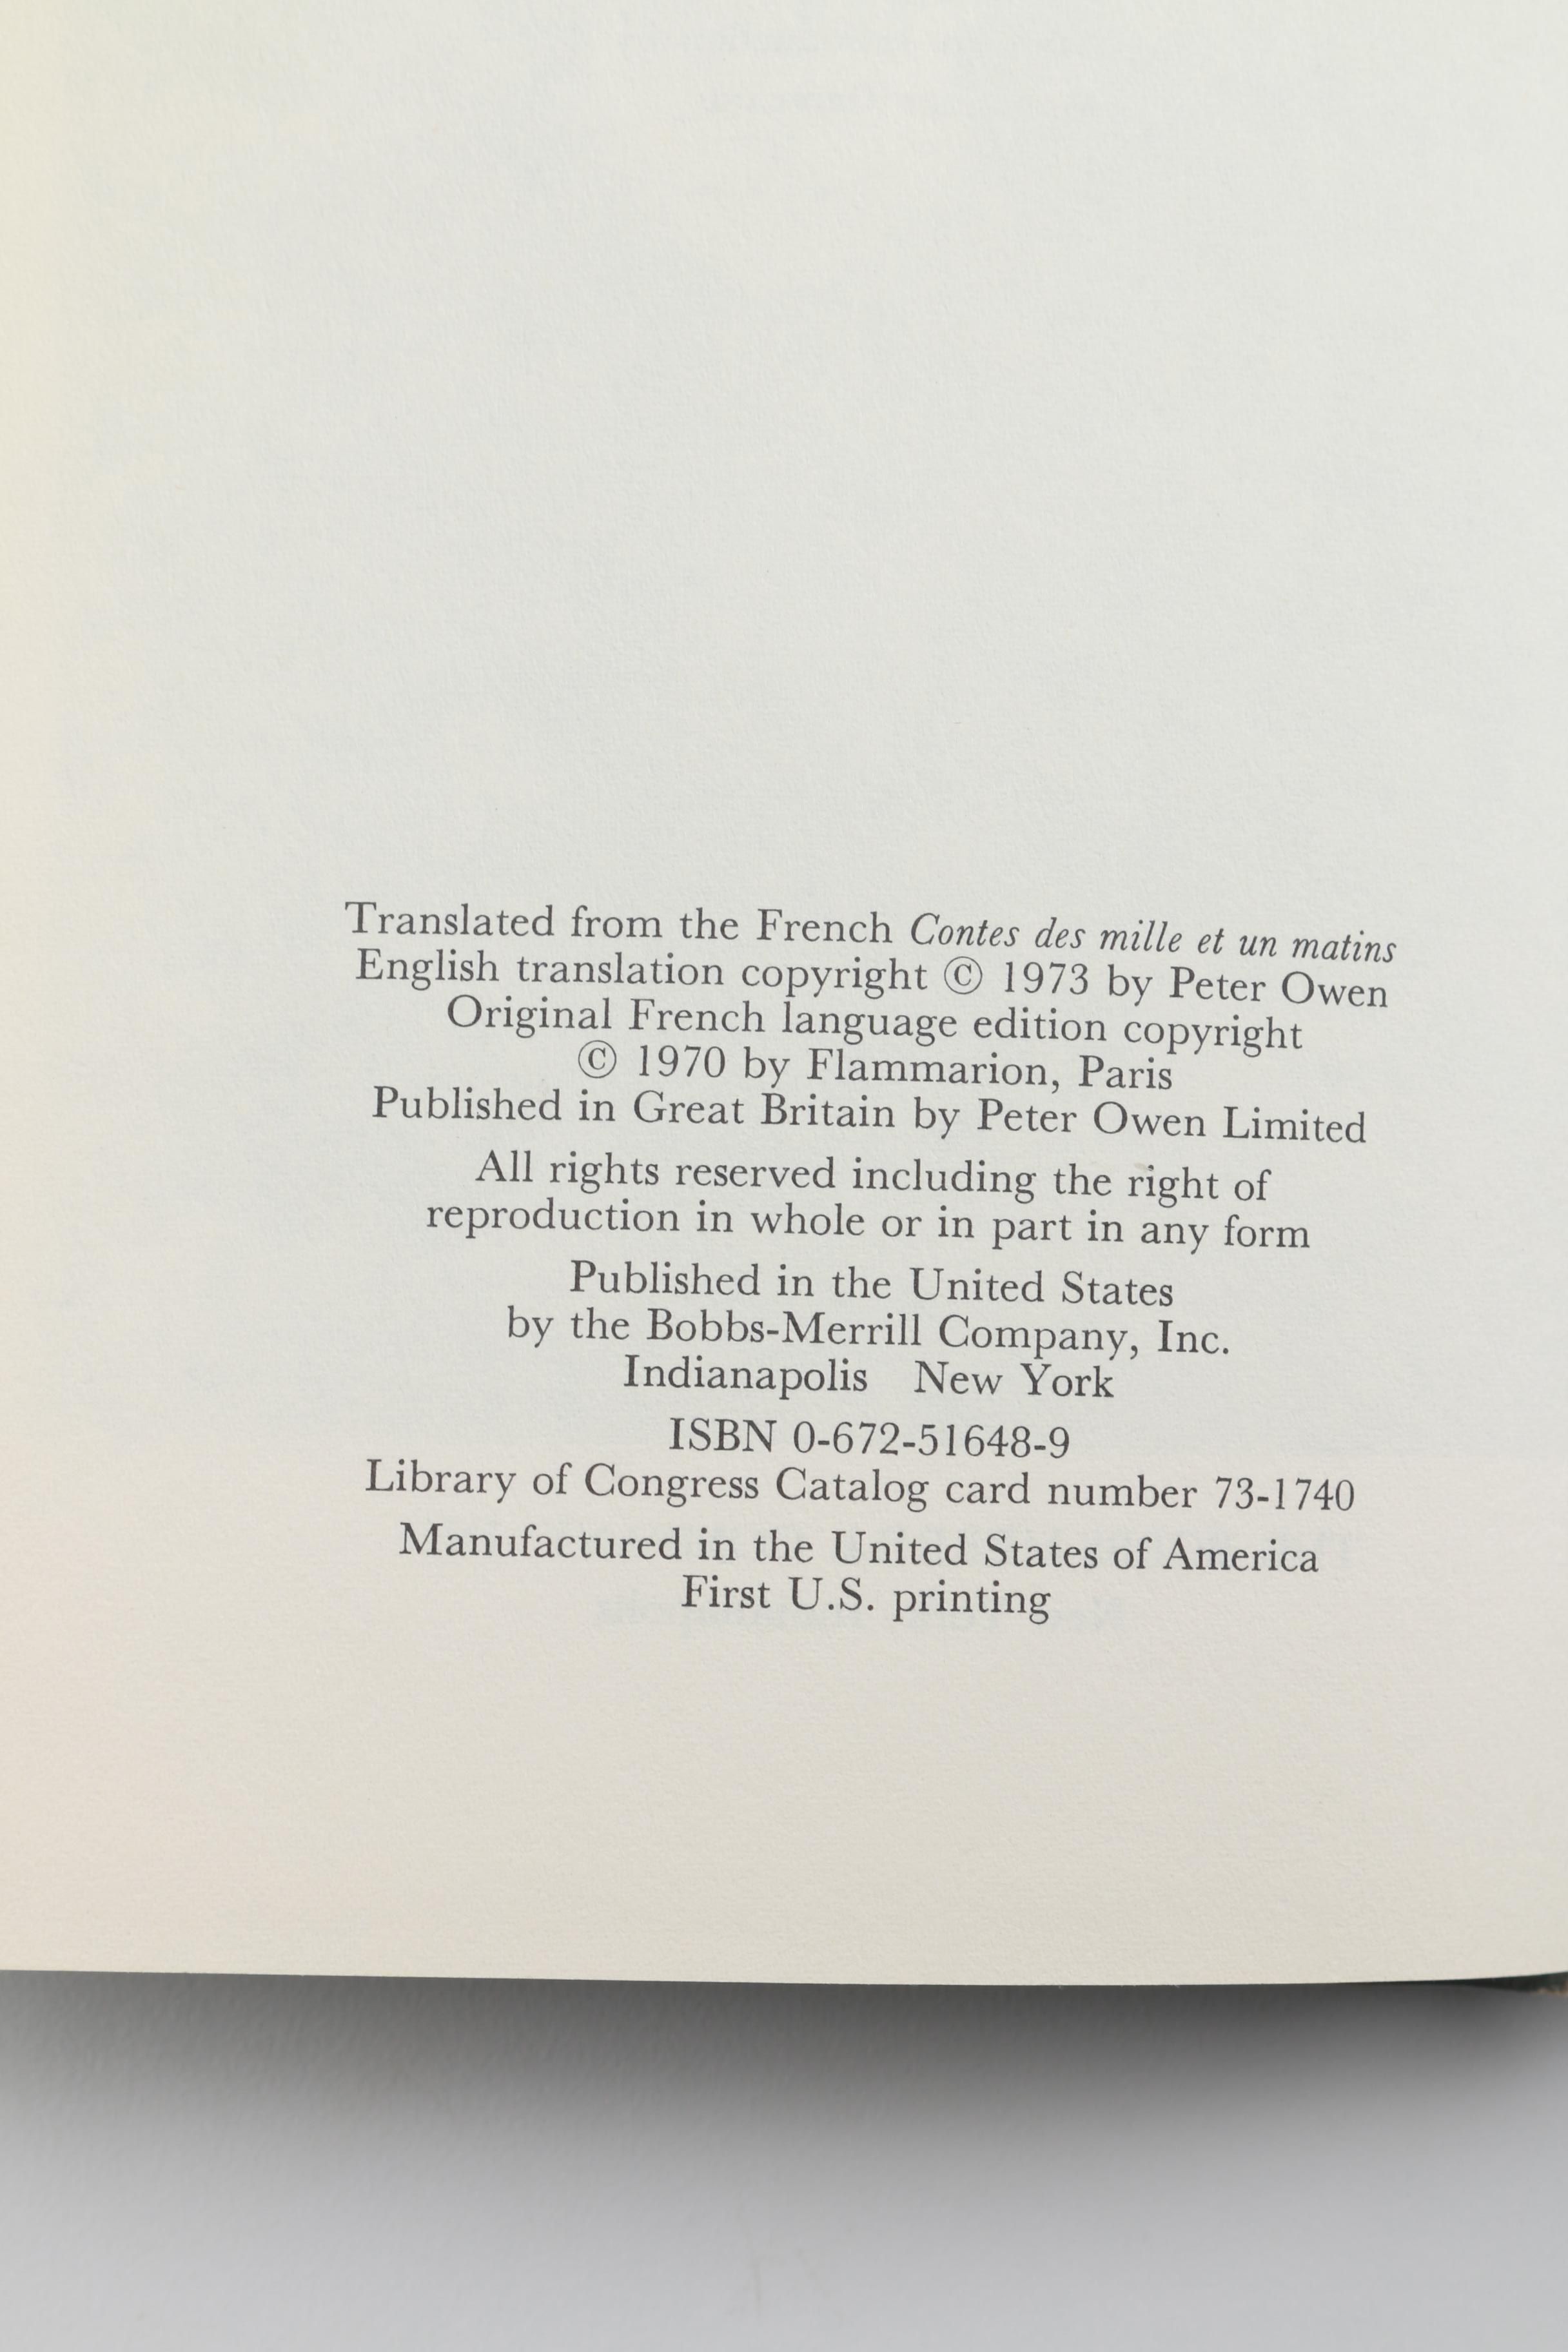 Translated from the French Contes des mille et un matins
English translation copyright © 1973 by Peter Owen
Original French language edition copyright
© 1970 by Flammarion, Paris
Published in Great Britain by Peter Owen Limited
All rights reserved including the right of
reproduction in whole or in part in any form
Published in the United States
by the Bobbs-Merrill Company, Inc.
Indianapolis New York
ISBN 0-672-51648-9
Library of Congress Catalog card number 73-1740
Manufactured in the United States of America
First U.S. printing